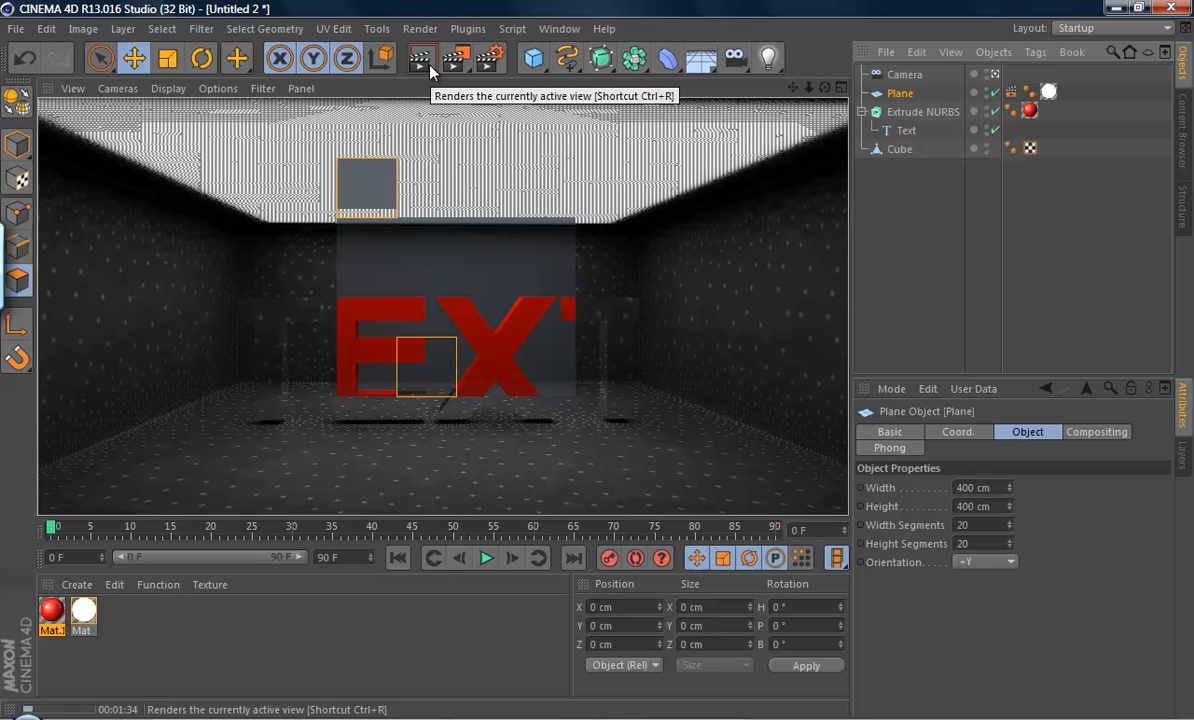 CINEMA 4D R13.016 Studio (32 Bit) - [Untitled 2 *]
File Edit Image Layer Select Filter Select Geometry UV Edit Tools Render Plugins Script Window Help
Layout: Startup
X Y Z
File Edit View Objects Tags Book
View Cameras Display Options Filter Panel
Renders the currently active view [Shortcut Ctrl+R]
Camera
Plane
Extrude NURBS
Text
Cube
Objects
Content Browser
Structure
EXT
Mode Edit User Data
Plane Object [Plane]
Basic Coord. Object Compositing
Phong
Object Properties
Width 400 cm
Height 400 cm
Width Segments 20
Height Segments 20
Orientation +Y
Attributes
Layers
0 5 10 15 20 25 30 35 40 45 50 55 60 65 70 75 80 85 90 0 F
0 F 0 F 90 F 90 F
P
Create Edit Function Texture
Mat.1 Mat
Position Size Rotation
X 0 cm X 0 cm H 0 °
Y 0 cm Y 0 cm P 0 °
Z 0 cm Z 0 cm B 0 °
Object (Rel) Size Apply
MAXON CINEMA 4D
00:01:34 Renders the currently active view [Shortcut Ctrl+R]